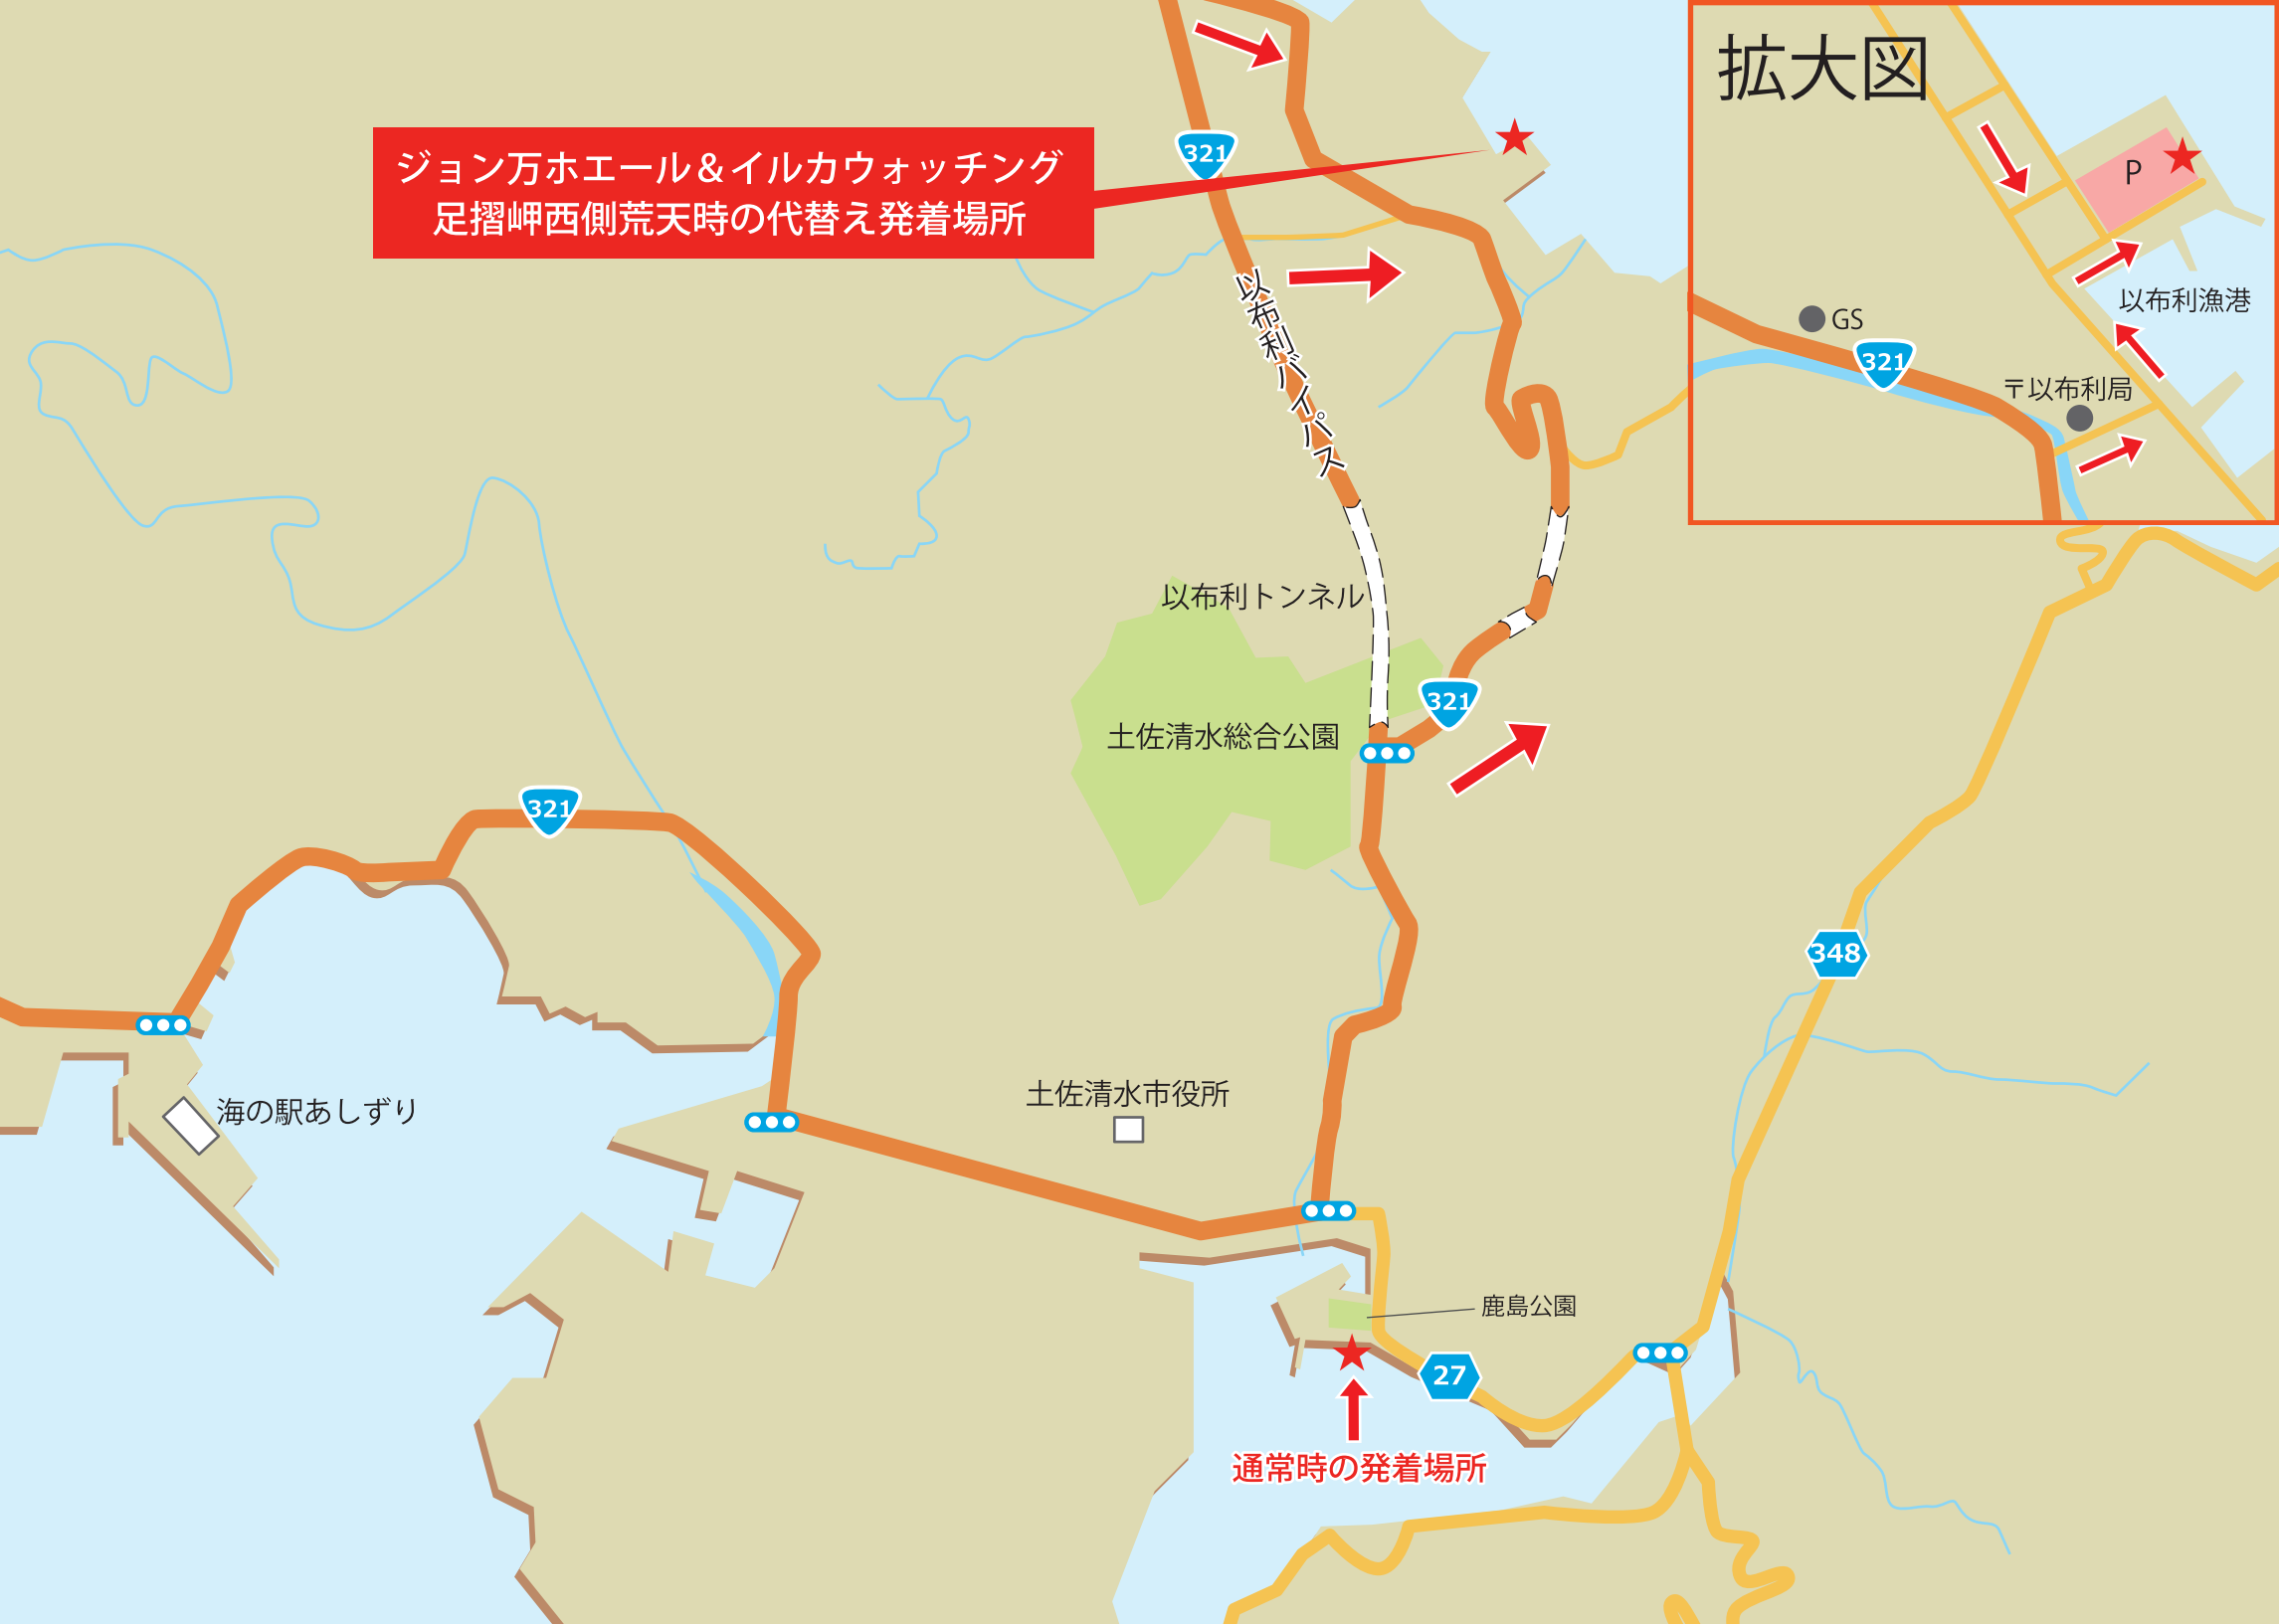 拡大図
321
ジョン万ホエール＆イルカウォッチング
足摺岬西側荒天時の代替え発着場所
P
以布利漁港
GS
321
〒以布利局
以布利バイパス
以布利トンネル
321
土佐清水総合公園
321
348
海の駅あしずり
土佐清水市役所
鹿島公園
27
通常時の発着場所